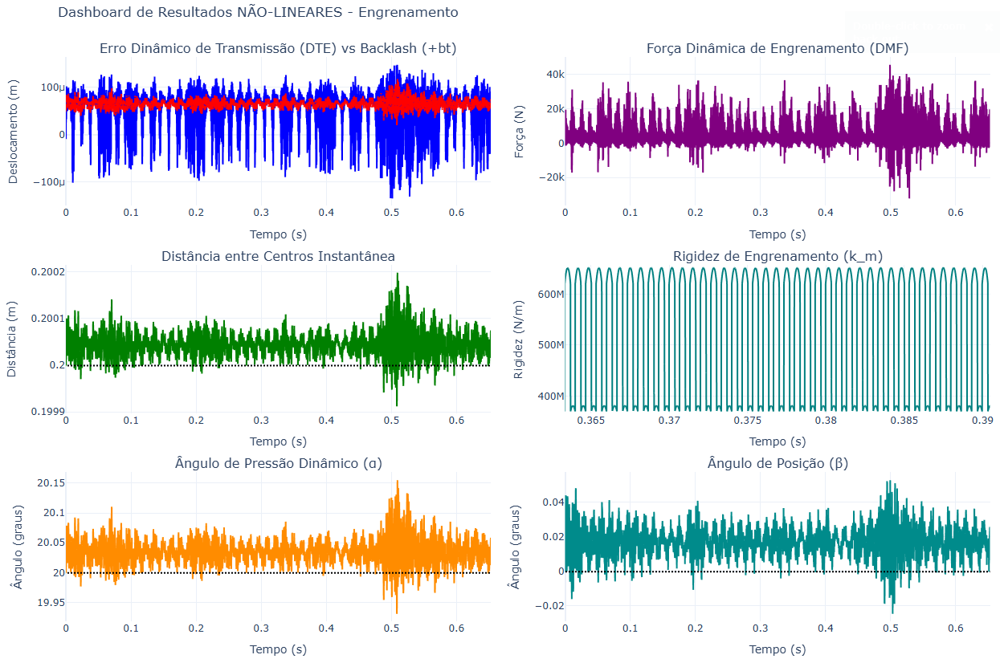 Dashboard de Resultados NÃO-LINEARES - Engrenamento
Erro Dinâmico de Transmissão (DTE) vs Backlash (+bt)
Deslocamento (m)
100μ
0
−100μ
0 0.1 0.2 0.3 0.4 0.5 0.6
Tempo (s)
Força Dinâmica de Engrenamento (DMF)
Força (N)
40k
20k
0
−20k
0 0.1 0.2 0.3 0.4 0.5 0.6
Tempo (s)
Distância entre Centros Instantânea
Distância (m)
0.2002
0.2001
0.2
0.1999
0 0.1 0.2 0.3 0.4 0.5 0.6
Tempo (s)
Rigidez de Engrenamento (k_m)
Rigidez (N/m)
600M
500M
400M
0.365 0.37 0.375 0.38 0.385 0.39
Tempo (s)
Ângulo de Pressão Dinâmico (α)
Ângulo (graus)
20.15
20.1
20.05
20
19.95
0 0.1 0.2 0.3 0.4 0.5 0.6
Tempo (s)
Ângulo de Posição (β)
Ângulo (graus)
0.04
0.02
0
−0.02
0 0.1 0.2 0.3 0.4 0.5 0.6
Tempo (s)